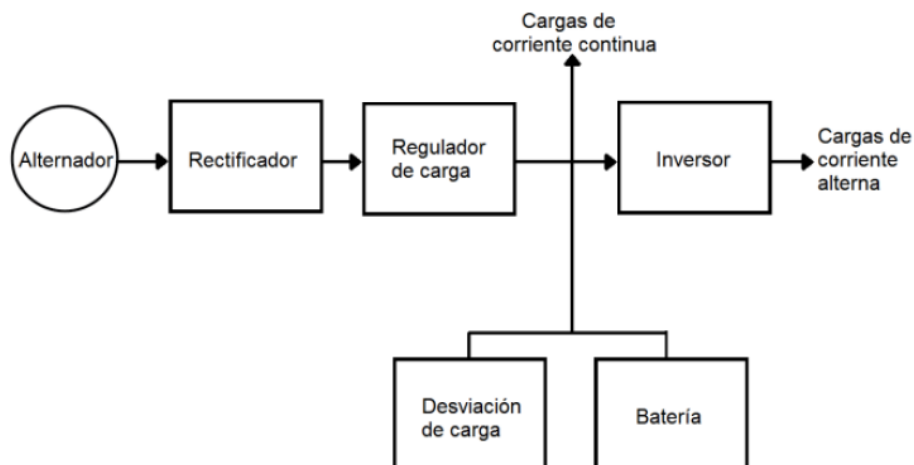 Cargas de
corriente continua
Alternador
Rectificador
Regulador
de carga
Inversor
Cargas de
corriente
alterna
Desviación
de carga
Batería